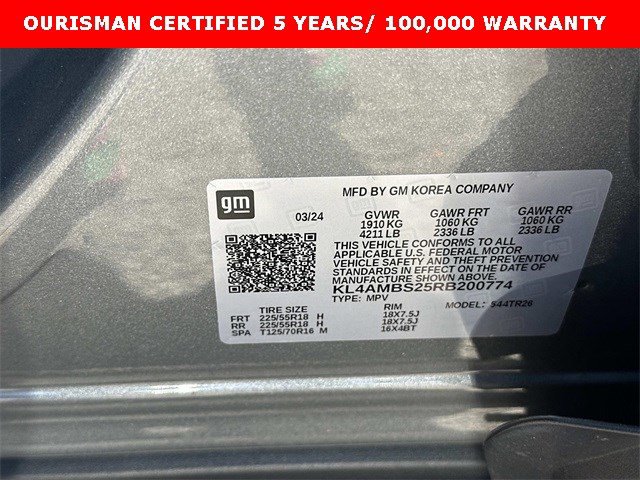 OURISMAN CERTIFIED 5 YEARS/ 100,000 WARRANTY
gm
MFD BY GM KOREA COMPANY
03/24 GVWR GAWR FRT GAWR RR
1910 KG 1060 KG 1060 KG
4211 LB 2336 LB 2336 LB
THIS VEHICLE CONFORMS TO ALL
APPLICABLE U.S. FEDERAL MOTOR
VEHICLE SAFETY AND THEFT PREVENTION
STANDARDS IN EFFECT ON THE DATE OF
MANUFACTURE SHOWN ABOVE.
KL4AMBS25RB200774
TYPE: MPV MODEL: 544TR26
TIRE SIZE RIM
FRT 225/55R18 H 18X7.5J
RR 225/55R18 H 18X7.5J
SPA T125/70R16 M 16X4BT